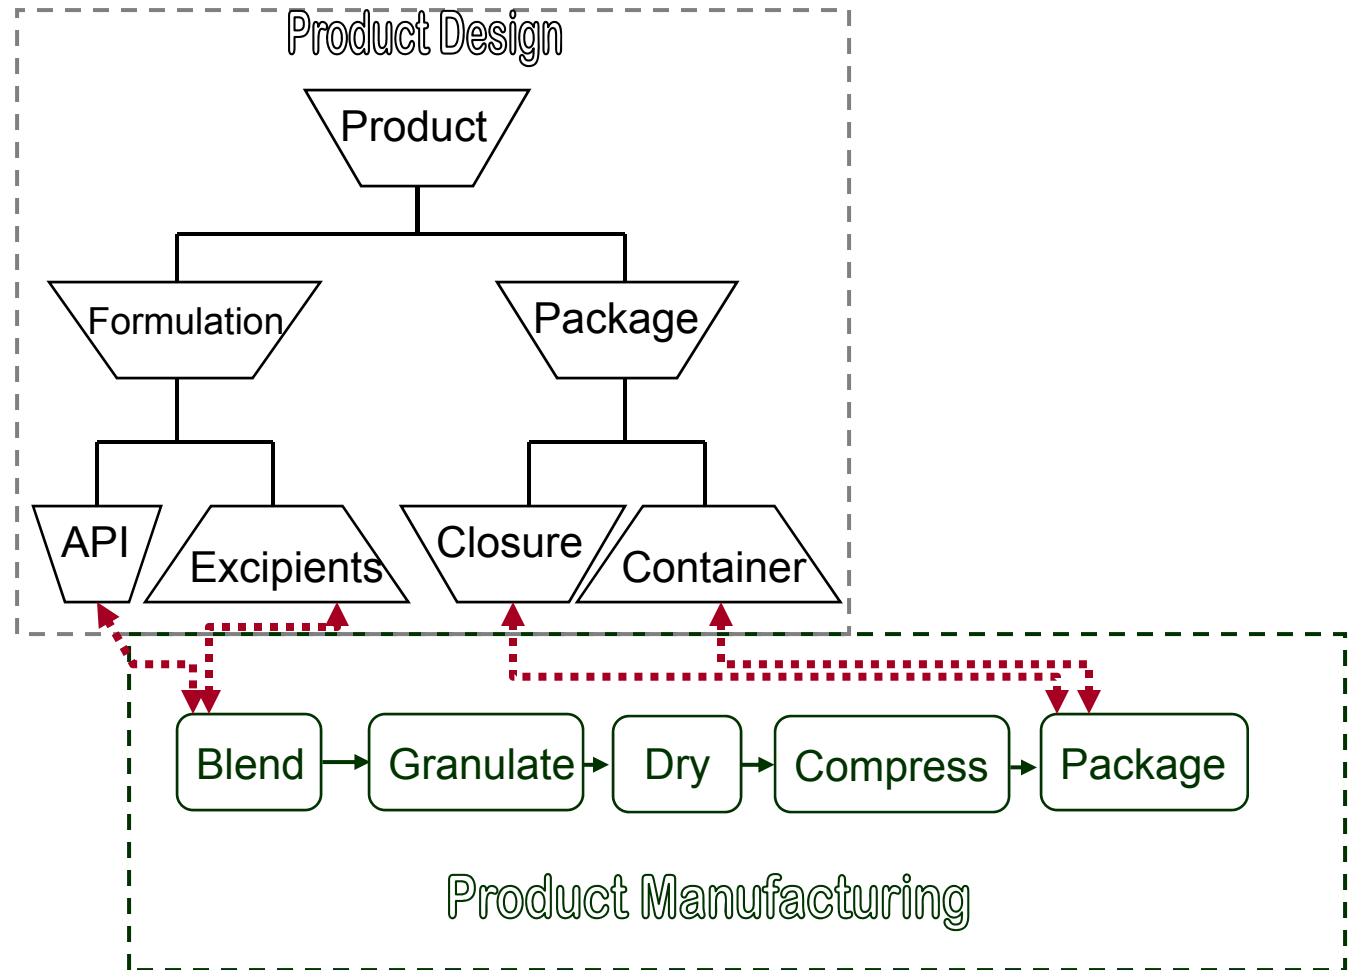 Product Design
Product
Formulation
Package
API
Excipients
Closure
Container
Blend
Granulate
Dry
Compress
Package
Product Manufacturing